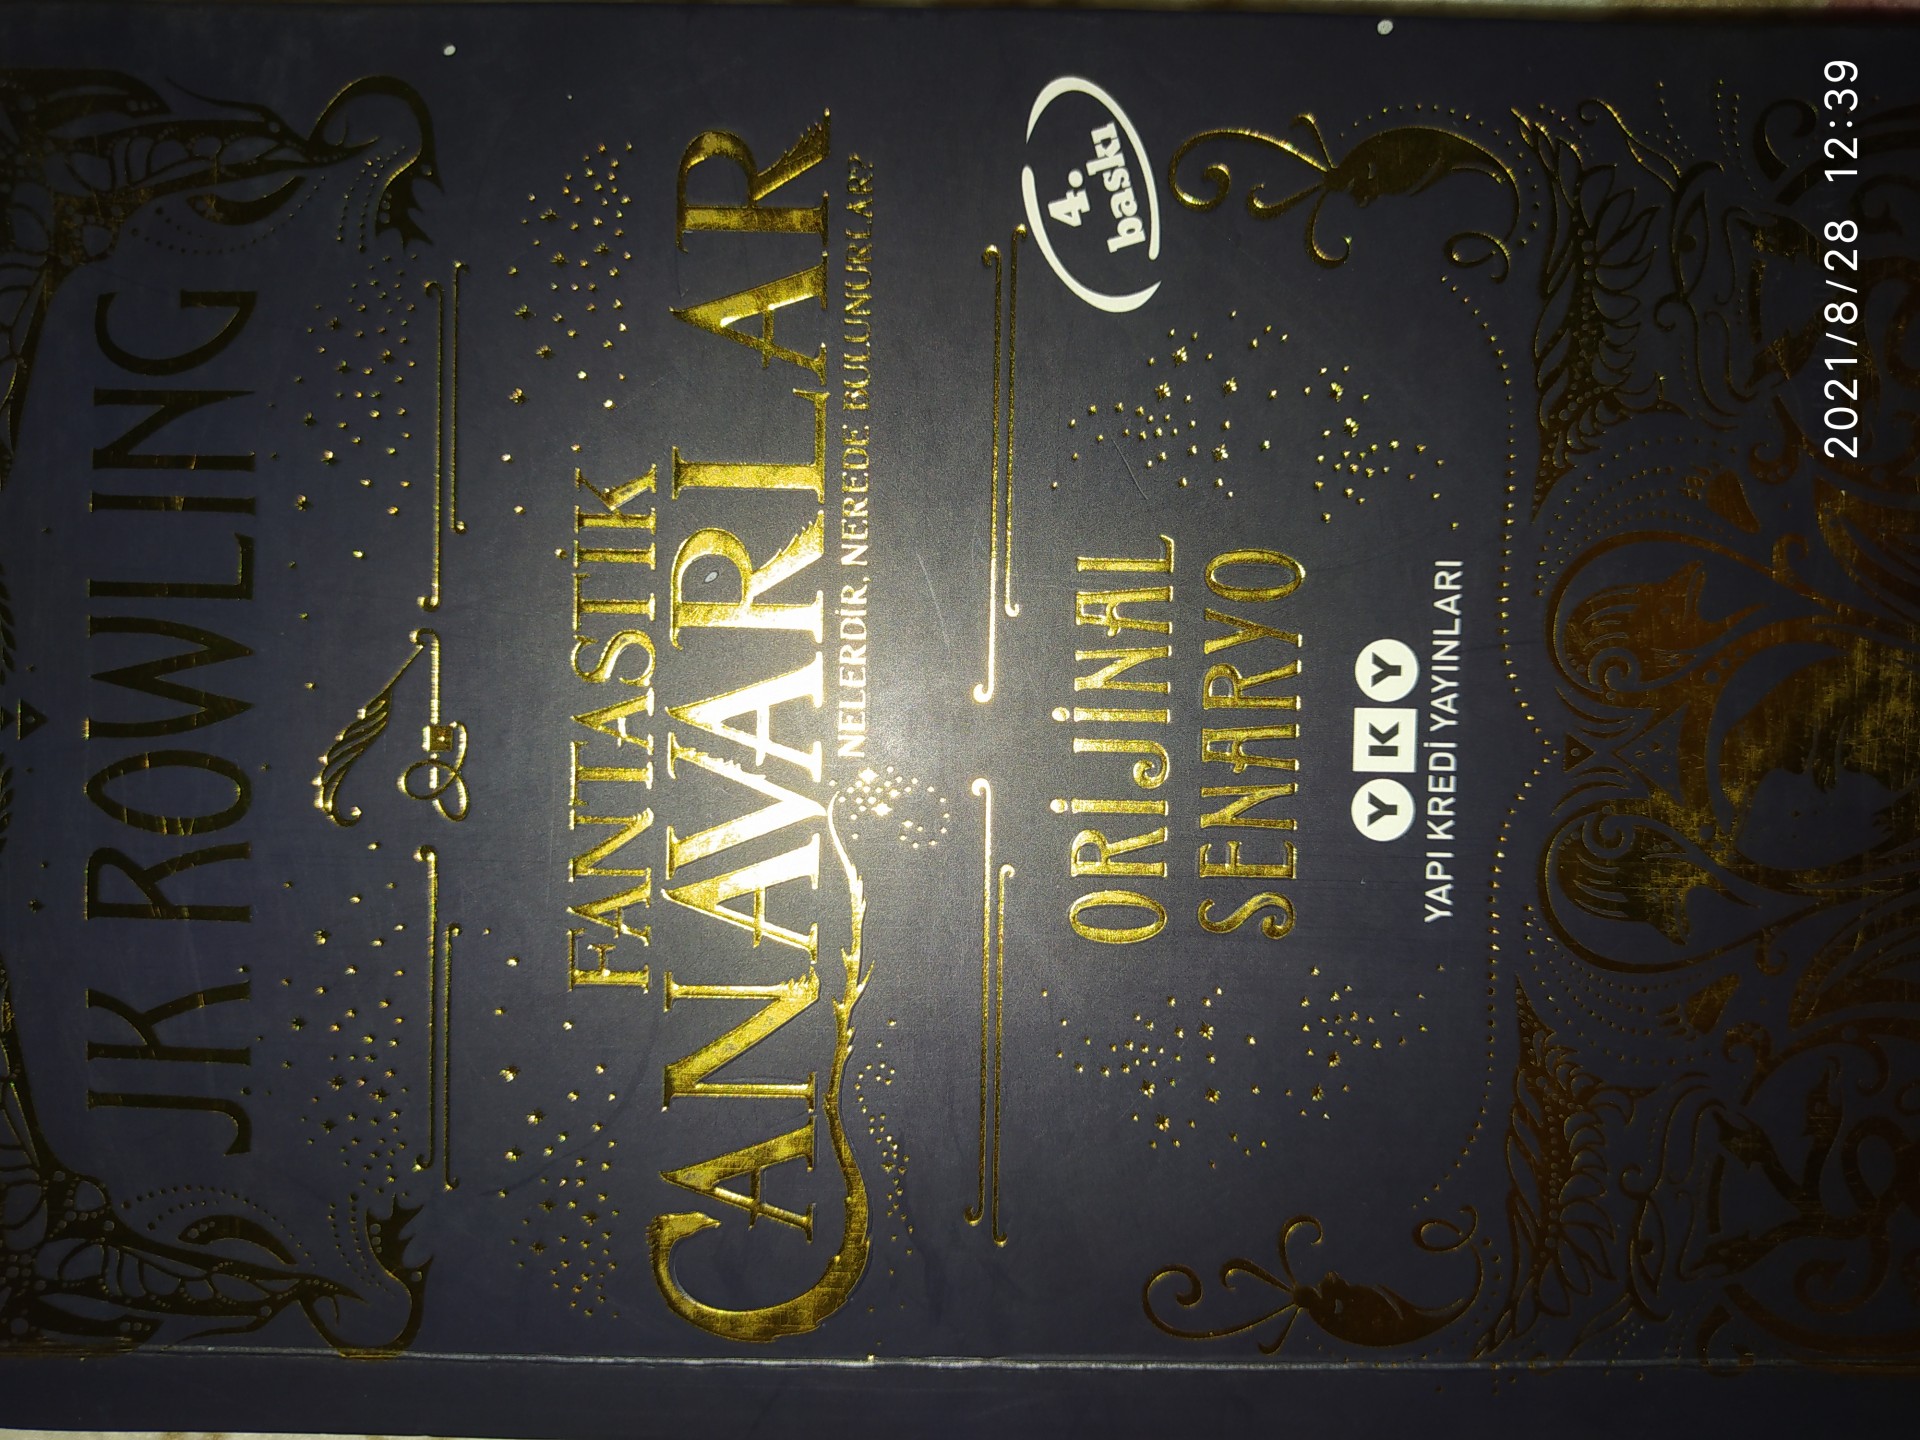 J.K. ROWLING
FANTASTİK
CANAVARLAR
NELERDİR, NEREDE BULUNURLAR?
4.
baskı
ORİJİNAL
SENARYO
YKY
YAPI KREDİ YAYINLARI
2021/8/28 12:39